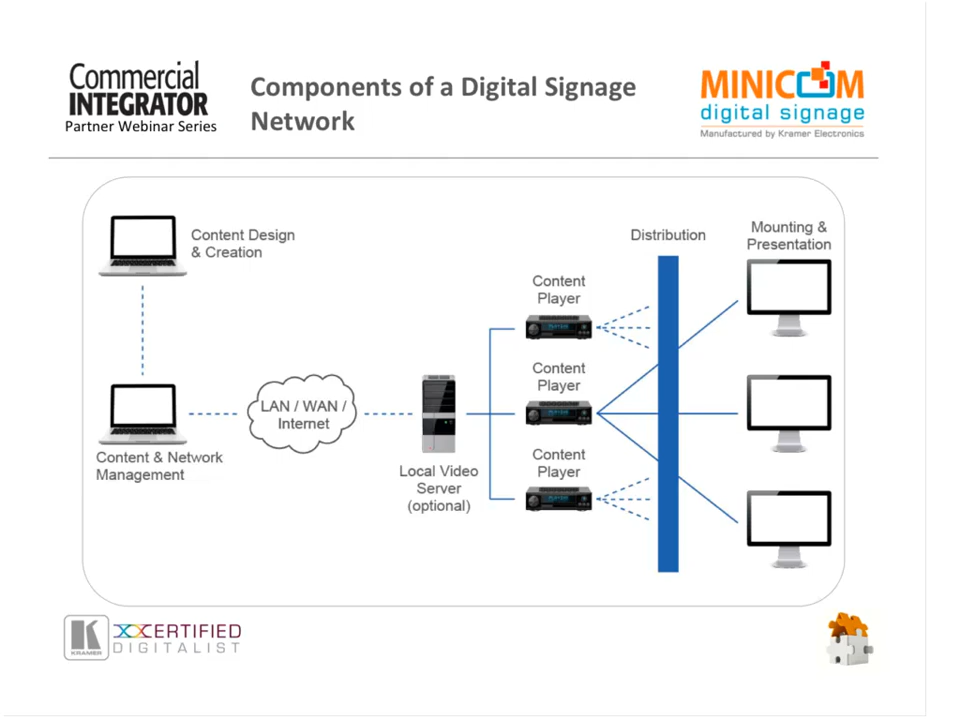 Commercial
INTEGRATOR
Partner Webinar Series
Components of a Digital Signage
Network
MINICOM
digital signage
Manufactured by Kramer Electronics
Content Design
& Creation
Content & Network
Management
LAN / WAN /
Internet
Local Video
Server
(optional)
Content
Player
Content
Player
Content
Player
Distribution
Mounting &
Presentation
K
KRAMER
CERTIFIED
DIGITALIST